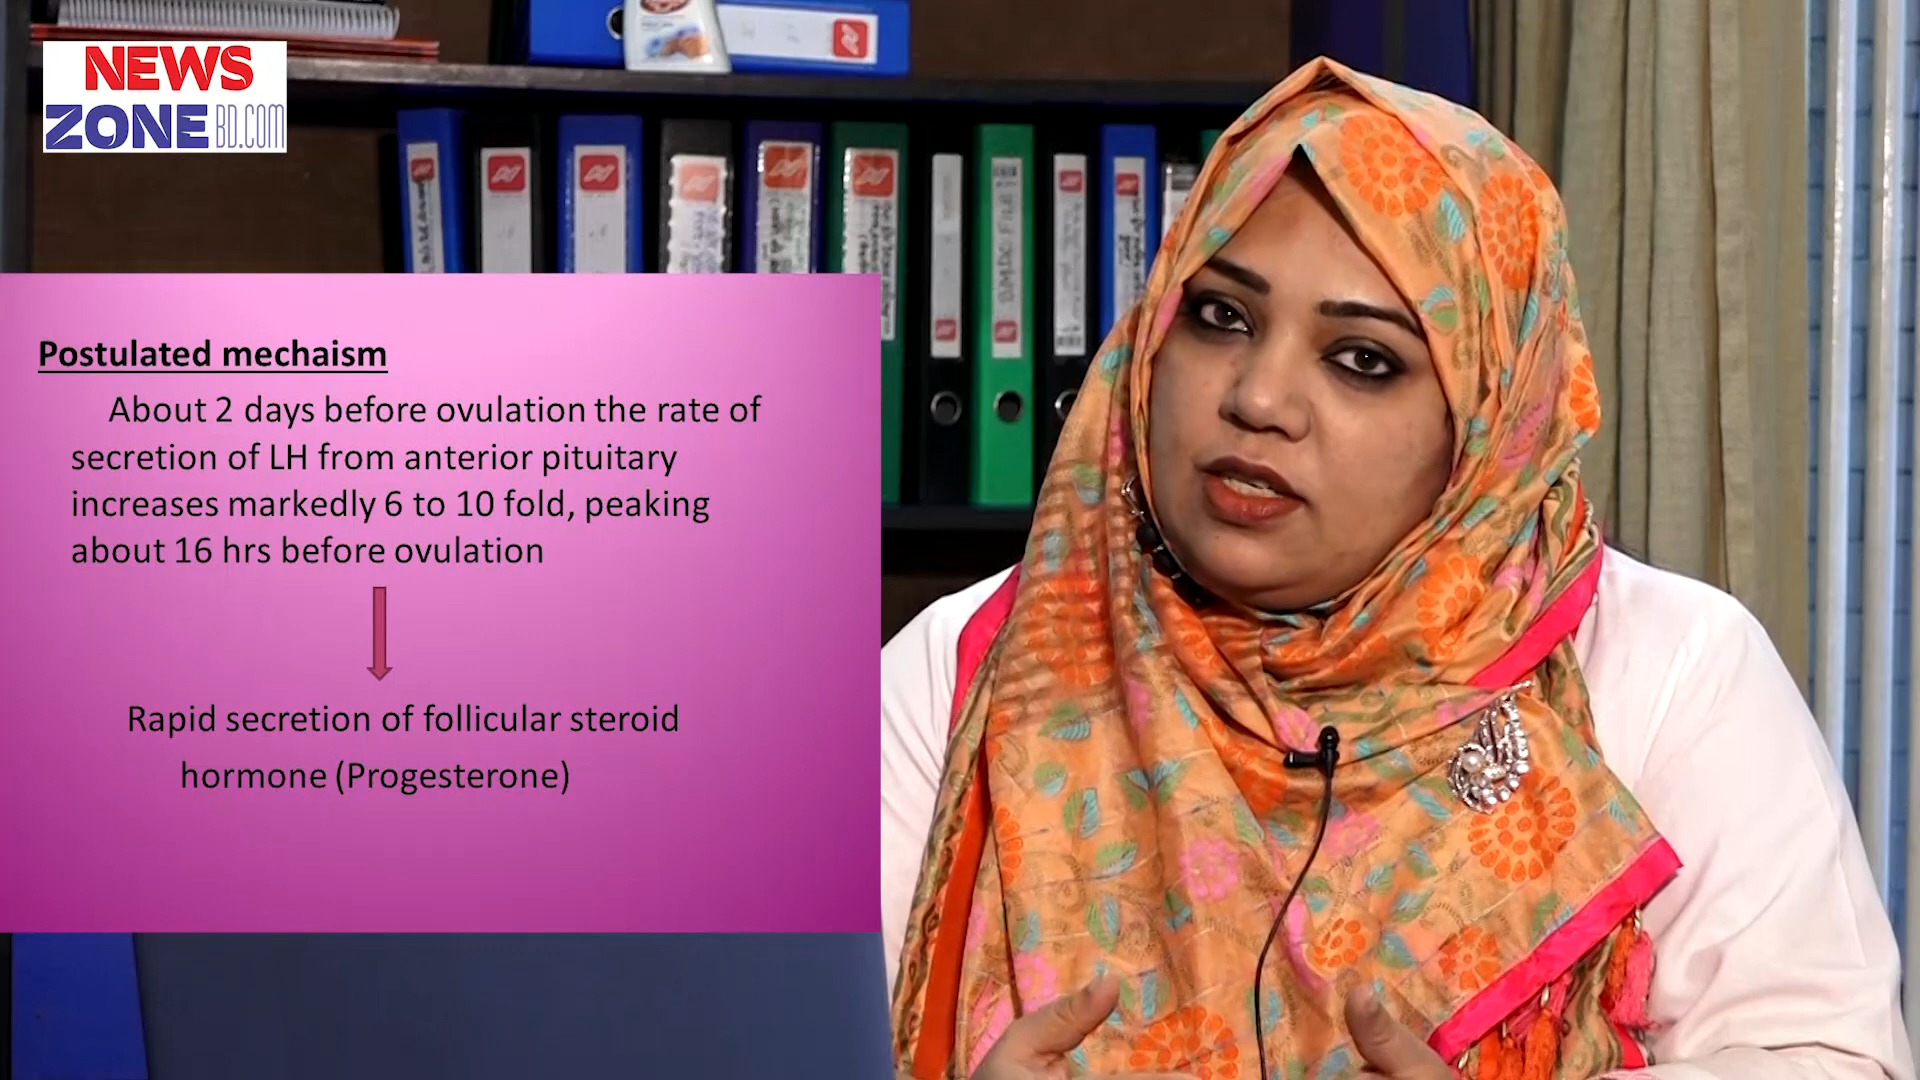 NEWS
ZONE BD.COM
B.M.D.C FILE
Postulated mechaism
About 2 days before ovulation the rate of
secretion of LH from anterior pituitary
increases markedly 6 to 10 fold, peaking
about 16 hrs before ovulation
Rapid secretion of follicular steroid
hormone (Progesterone)